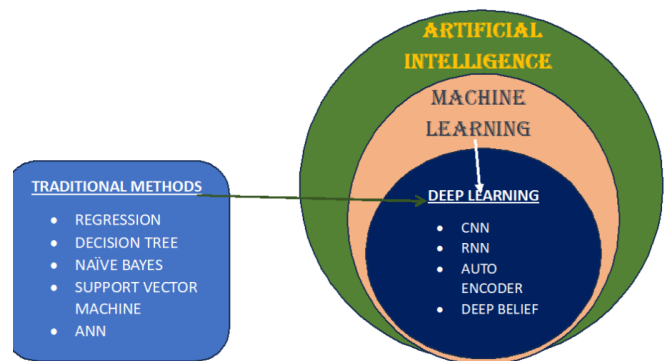 ARTIFICIAL
INTELLIGENCE
MACHINE
LEARNING
TRADITIONAL METHODS
• REGRESSION
• DECISION TREE
• NAÏVE BAYES
• SUPPORT VECTOR
MACHINE
• ANN
DEEP LEARNING
• CNN
• RNN
• AUTO
ENCODER
• DEEP BELIEF